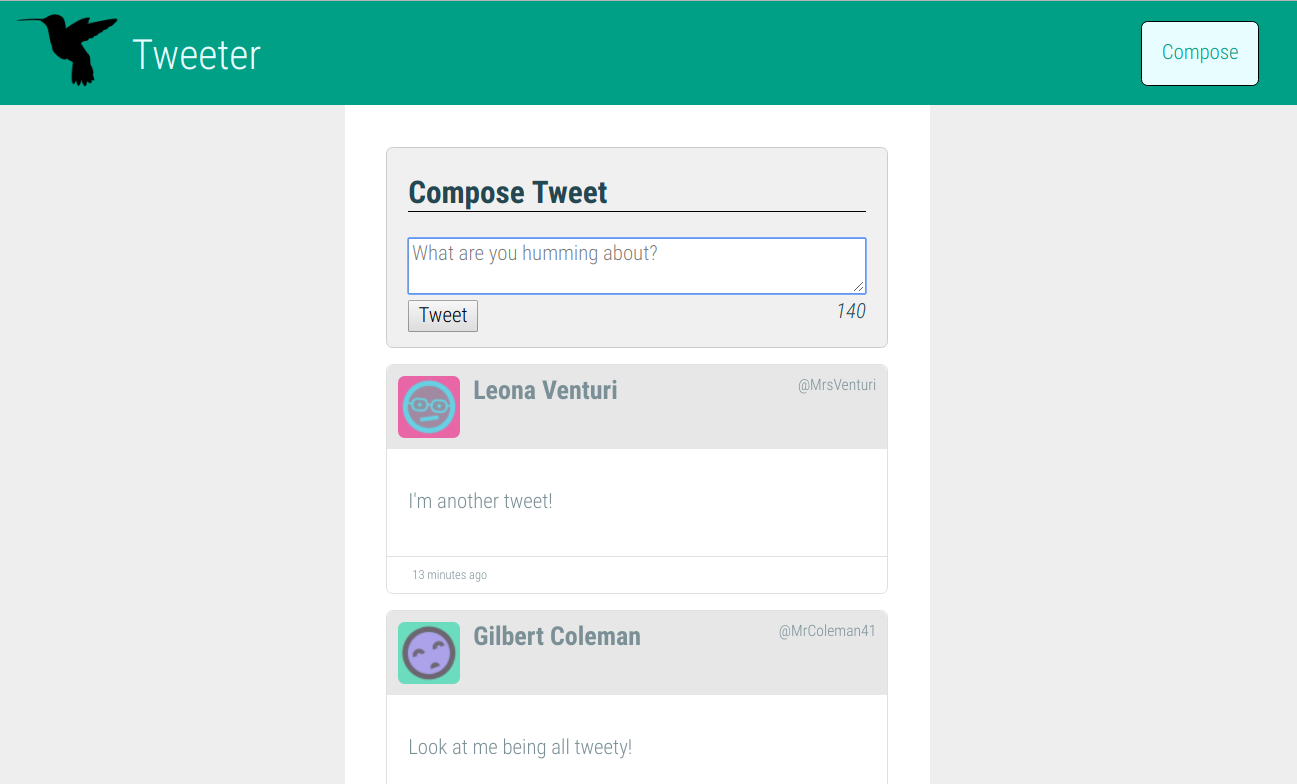 Tweeter
Compose
Compose Tweet
What are you humming about?
Tweet
140
Leona Venturi
@MrsVenturi
I'm another tweet!
13 minutes ago
Gilbert Coleman
@MrColeman41
Look at me being all tweety!